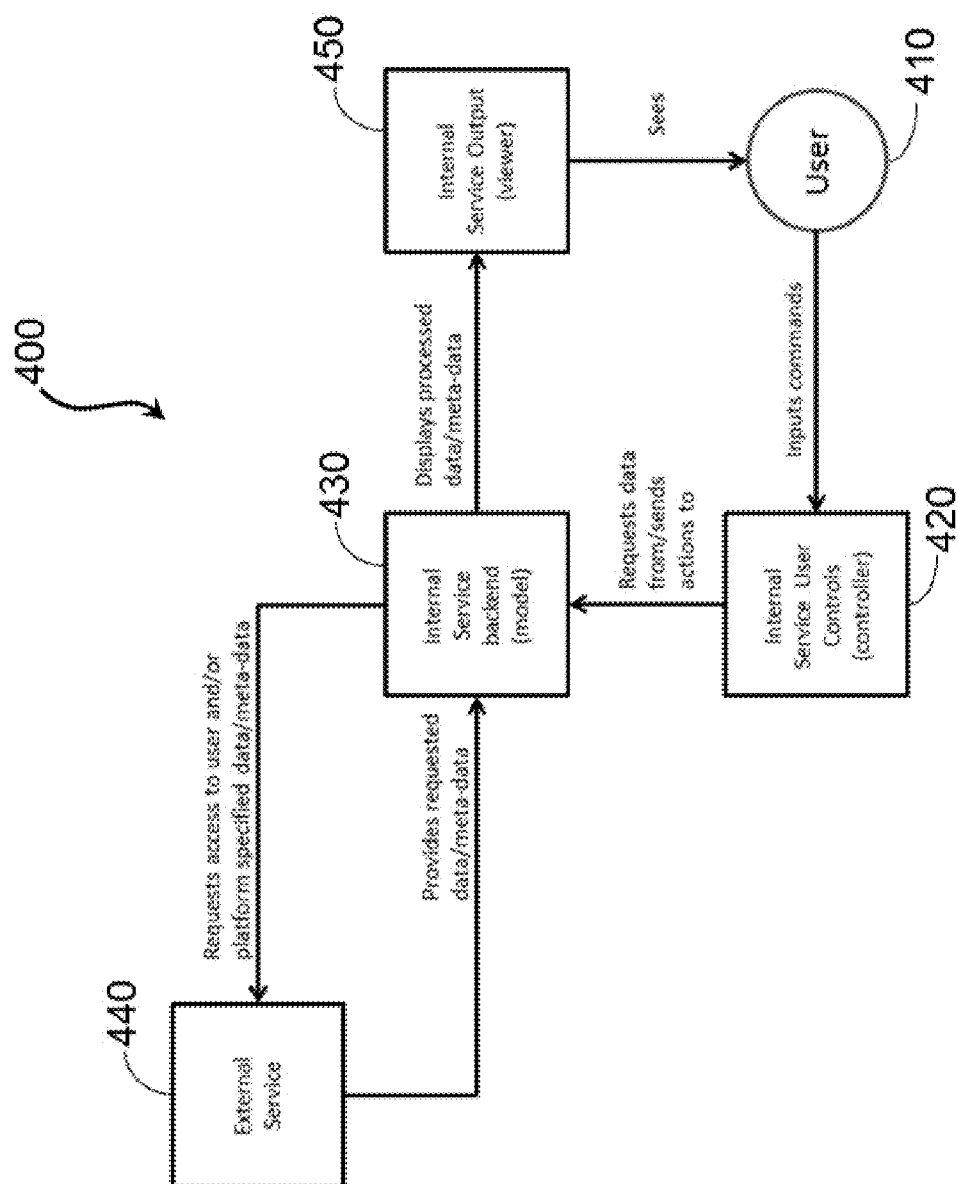 400
440
External
Service
Requests access to user and/or
platform specified data/meta-data
Provides requested
data/meta-data
430
Internal
Service
backend
(model)
Displays processed
data/meta-data
450
Internal
Service Output
(viewer)
Requests data
from/sends
actions to
Sees
Internal
Service User
Controls
(controller)
420
Inputs commands
User
410